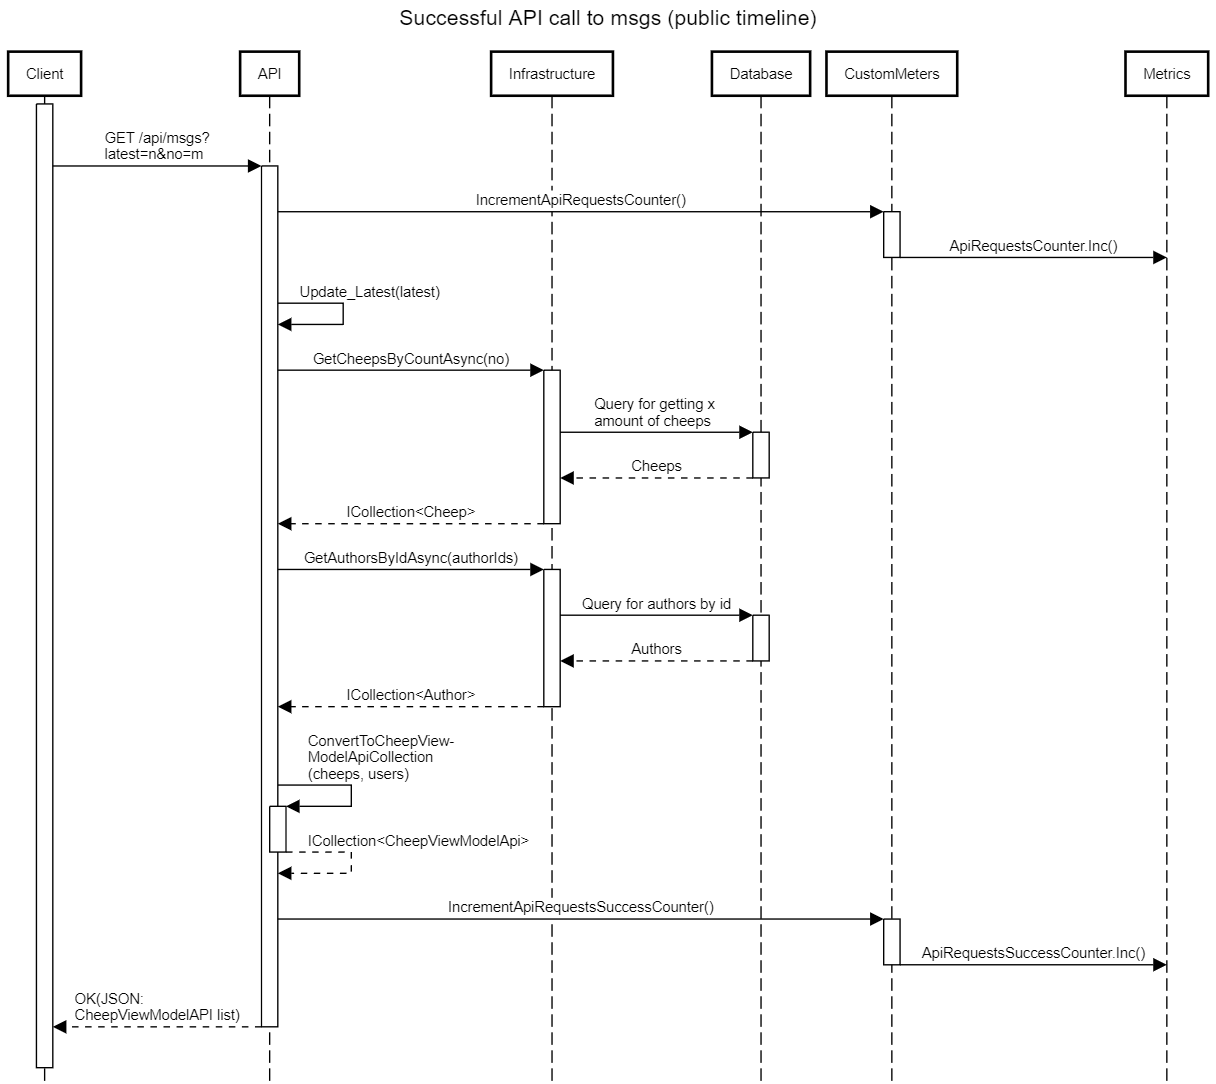 Successful API call to msgs (public timeline)
Client
API
Infrastructure
Database
CustomMeters
Metrics
GET /api/msgs?
latest=n&no=m
IncrementApiRequestsCounter()
ApiRequestsCounter.Inc()
Update_Latest(latest)
GetCheepsByCountAsync(no)
Query for getting x
amount of cheeps
Cheeps
ICollection<Cheep>
GetAuthorsByIdAsync(authorIds)
Query for authors by id
Authors
ICollection<Author>
ConvertToCheepView-
ModelApiCollection
(cheeps, users)
ICollection<CheepViewModelApi>
IncrementApiRequestsSuccessCounter()
ApiRequestsSuccessCounter.Inc()
OK(JSON:
CheepViewModelAPI list)